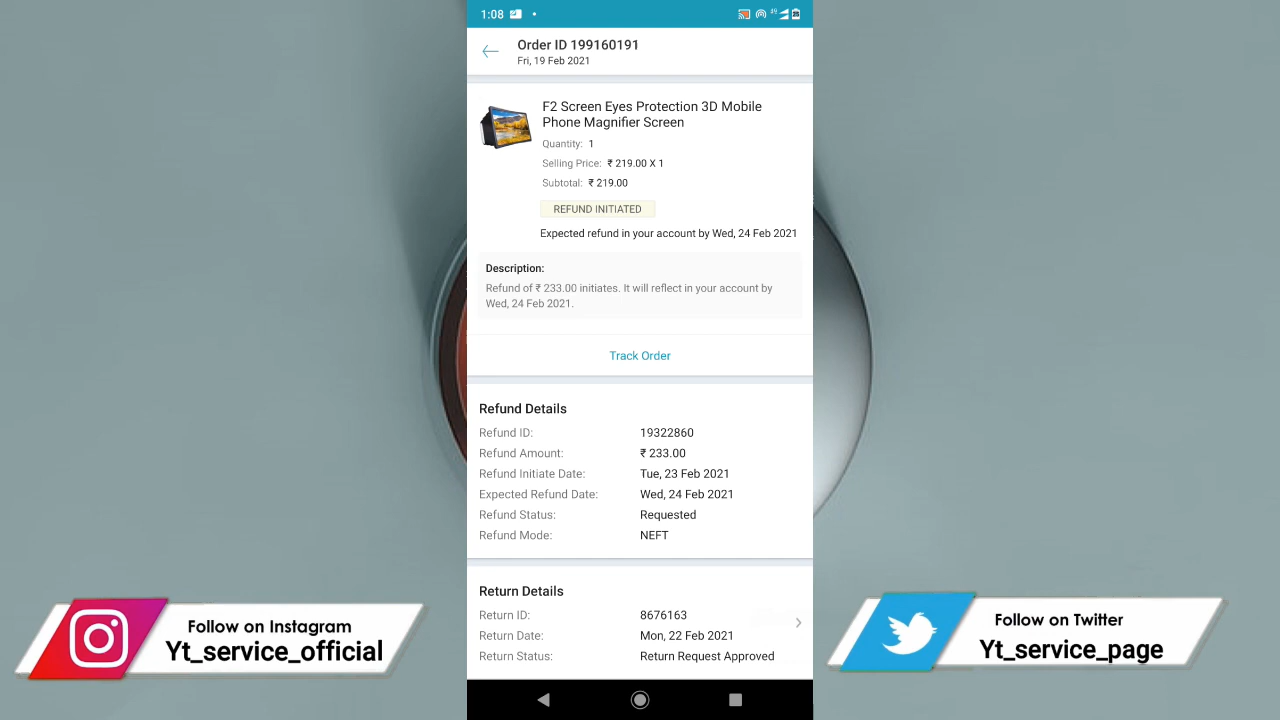 1:08
Order ID 199160191
Fri, 19 Feb 2021
F2 Screen Eyes Protection 3D Mobile
Phone Magnifier Screen
Quantity: 1
Selling Price: ₹ 219.00 X 1
Subtotal: ₹ 219.00
REFUND INITIATED
Expected refund in your account by Wed, 24 Feb 2021
Description:
Refund of ₹ 233.00 initiates. It will reflect in your account by
Wed, 24 Feb 2021.
Track Order
Refund Details
Refund ID: 19322860
Refund Amount: ₹ 233.00
Refund Initiate Date: Tue, 23 Feb 2021
Expected Refund Date: Wed, 24 Feb 2021
Refund Status: Requested
Refund Mode: NEFT
Return Details
Return ID: 8676163
Return Date: Mon, 22 Feb 2021
Return Status: Return Request Approved
Follow on Instagram
Yt_service_official
Follow on Twitter
Yt_service_page